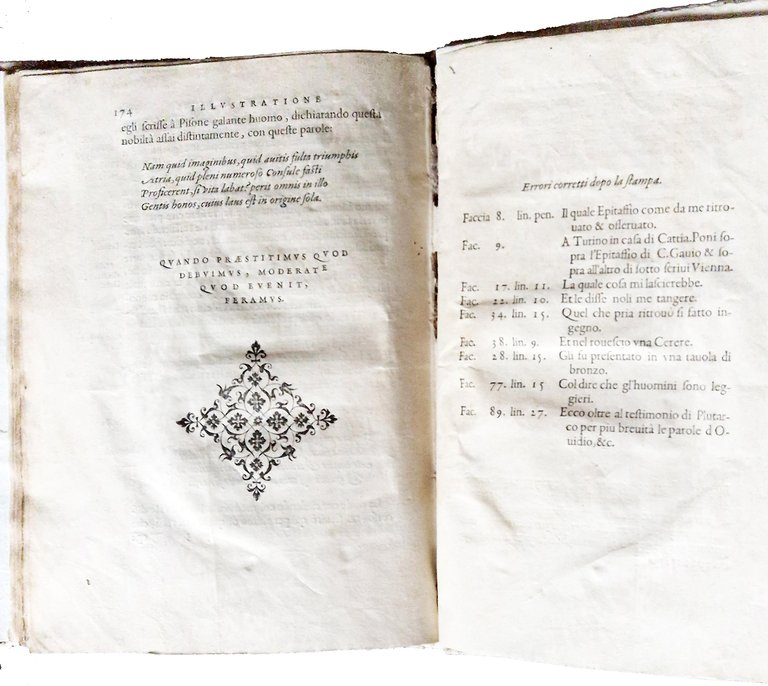 174 ILLVSTRATIONE
egli scrisse à Pisone galante huomo, dichiarando questa
nobiltà assai distintamente, con queste parole:
Nam quid imaginibus, quid auitis fulta triumphis
Atria, quid pleni numeroso Consule fasti
Proficerent, si vita labat? perit omnis in illo
Gentis honos, cuius laus est in origine sola.
QVANDO PRÆSTITIMVS QVOD
DEBVIMVS, MODERATE
QVOD EVENIT,
FERAMVS.
Errori corretti dopo la stampa.
Faccia 8. lin. pen. Il quale Epitaffio come da me ritro-
uato & osseruato.
Fac. 9. A Turino in casa di Cattia. Poni so-
pra l'Epitaffio di C. Gauio & so-
pra all'altro di sotto scriui Vienna.
Fac. 17. lin. 11. La quale cosa mi lascierebbe.
Fac. 22. lin. 10. Et le disse noli me tangere.
Fac. 34. lin. 15. Quel che pria ritrouo si fatto in-
gegno.
Fac. 38. lin. 9. Et nel rouescio vna Cerere.
Fac. 28. lin. 15. Gli fu presentato in vna tauola di
bronzo.
Fac. 77. lin. 15 Col dire che gl'huomini sono leg-
gieri.
Fac. 89. lin. 27. Ecco oltre al testimonio di Plutar-
co per piu breuità le parole d'O-
uidio, &c.